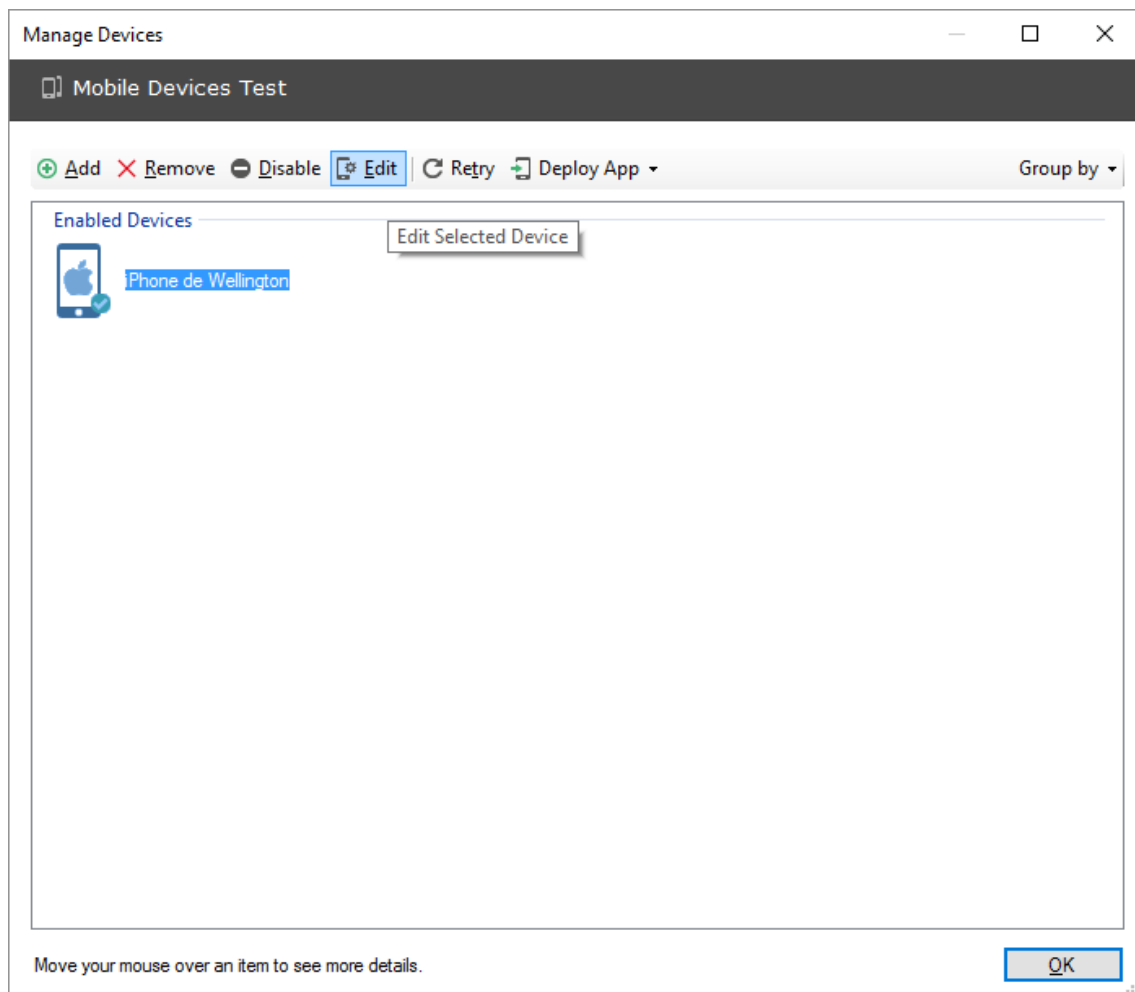 Manage Devices
Mobile Devices Test
Add Remove Disable Edit Retry Deploy App Group by
Enabled Devices
Edit Selected Device
iPhone de Wellington
Move your mouse over an item to see more details.
OK